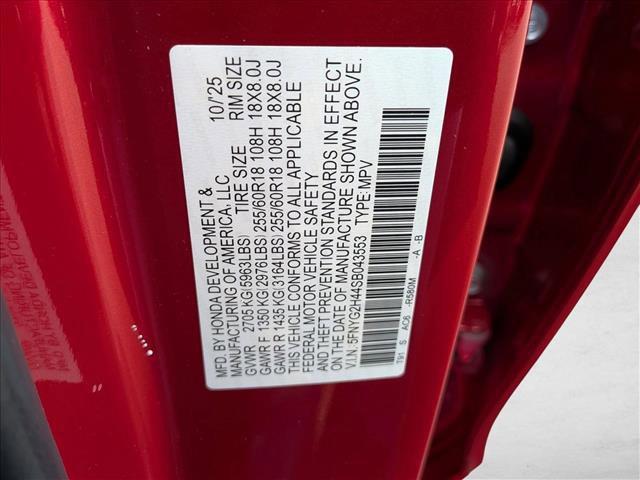 MFD. BY HONDA DEVELOPMENT &
MANUFACTURING OF AMERICA, LLC 10/'25
GVWR 2705 KG(5963LBS) TIRE SIZE RIM SIZE
GAWR F 1350 KG(2976LBS) 255/60R18 108H 18X8.0J
GAWR R 1435 KG(3164LBS) 255/60R18 108H 18X8.0J
THIS VEHICLE CONFORMS TO ALL APPLICABLE
FEDERAL MOTOR VEHICLE SAFETY
AND THEFT PREVENTION STANDARDS IN EFFECT
ON THE DATE OF MANUFACTURE SHOWN ABOVE.
V.I.N. 5FNYG2H44SB043553 TYPE: MPV
T91 S AC6 -R580M -A -B